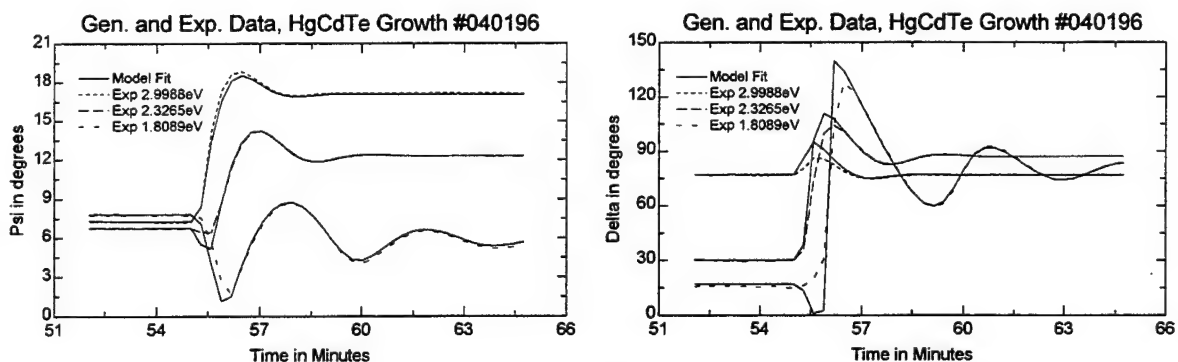 Gen. and Exp. Data, HgCdTe Growth #040196
21
18
15
12
9
6
3
0
Psi in degrees
Model Fit
Exp 2.9988eV
Exp 2.3265eV
Exp 1.8089eV
51 54 57 60 63 66
Time in Minutes
Gen. and Exp. Data, HgCdTe Growth #040196
150
120
90
60
30
0
Delta in degrees
Model Fit
Exp 2.9988eV
Exp 2.3265eV
Exp 1.8089eV
51 54 57 60 63 66
Time in Minutes